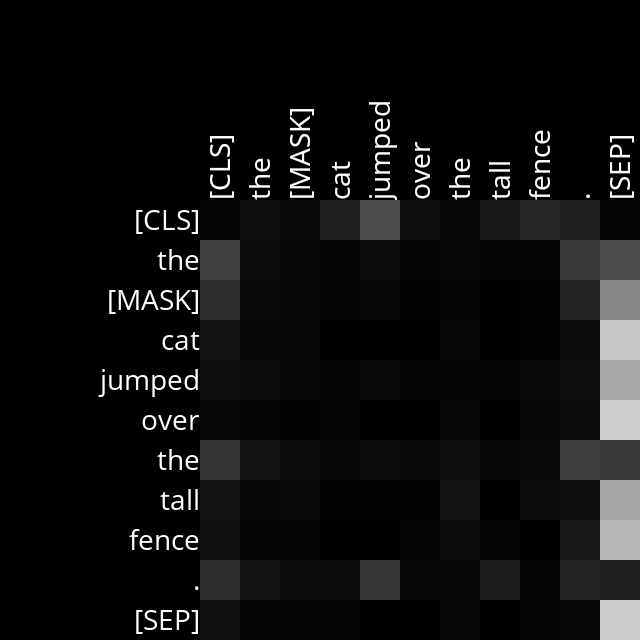 [CLS]
the
[MASK]
cat
jumped
over
the
tall
fence
.
[SEP]
[CLS]
the
[MASK]
cat
jumped
over
the
tall
fence
.
[SEP]